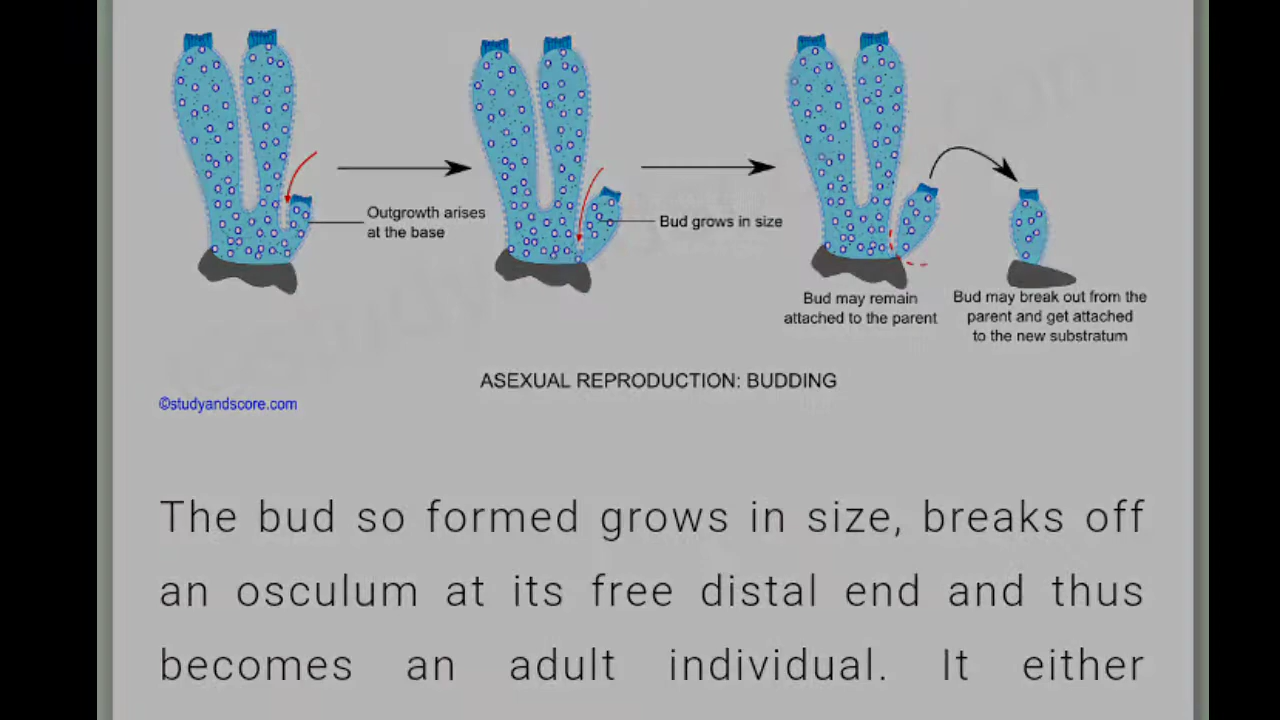 Outgrowth arises
at the base
Bud grows in size
Bud may remain
attached to the parent
Bud may break out from the
parent and get attached
to the new substratum
ASEXUAL REPRODUCTION: BUDDING
©studyandscore.com
The bud so formed grows in size, breaks off
an osculum at its free distal end and thus
becomes an adult individual. It either